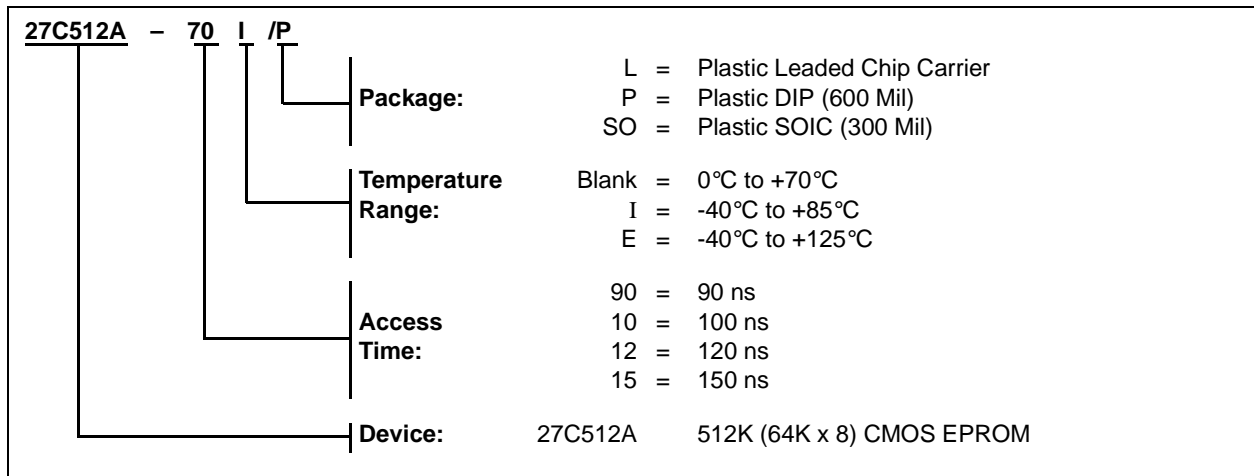 27C512A – 70 I /P
Package: L = Plastic Leaded Chip Carrier
P = Plastic DIP (600 Mil)
SO = Plastic SOIC (300 Mil)
Temperature Range: Blank = 0°C to +70°C
I = -40°C to +85°C
E = -40°C to +125°C
Access Time: 90 = 90 ns
10 = 100 ns
12 = 120 ns
15 = 150 ns
Device: 27C512A 512K (64K x 8) CMOS EPROM